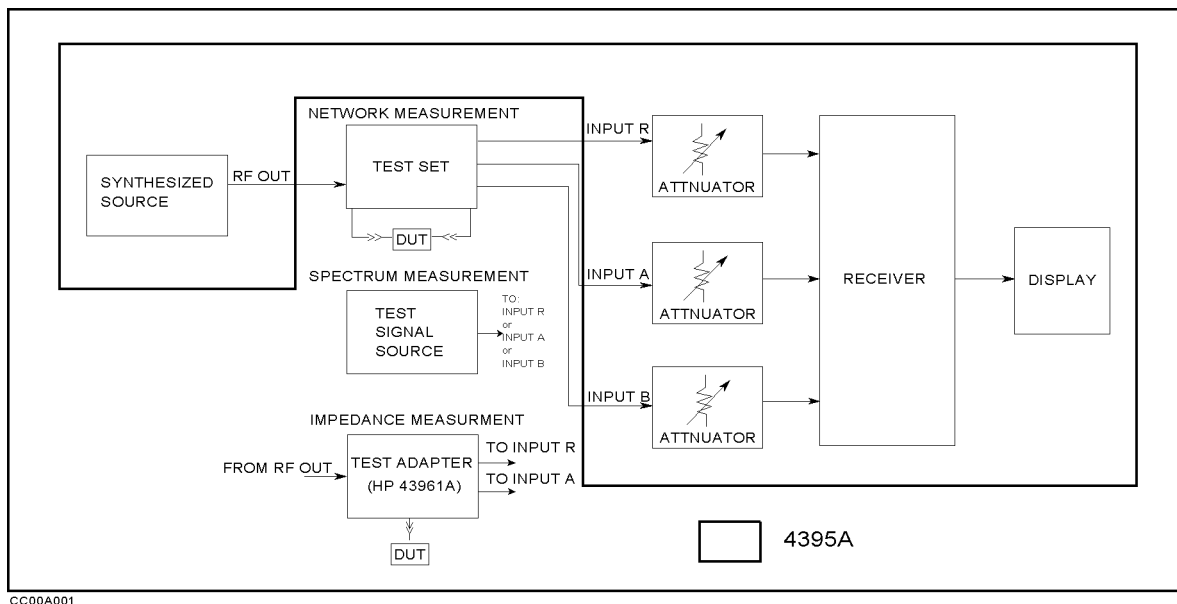 NETWORK MEASUREMENT
SYNTHESIZED
SOURCE
RF OUT
TEST SET
DUT
INPUT R
ATTNUATOR
INPUT A
ATTNUATOR
INPUT B
ATTNUATOR
RECEIVER
DISPLAY
SPECTRUM MEASUREMENT
TEST
SIGNAL
SOURCE
TO:
INPUT R
or
INPUT A
or
INPUT B
IMPEDANCE MEASURMENT
FROM RF OUT
TEST ADAPTER
(HP 43961A)
TO INPUT R
TO INPUT A
DUT
4395A
CC00A001